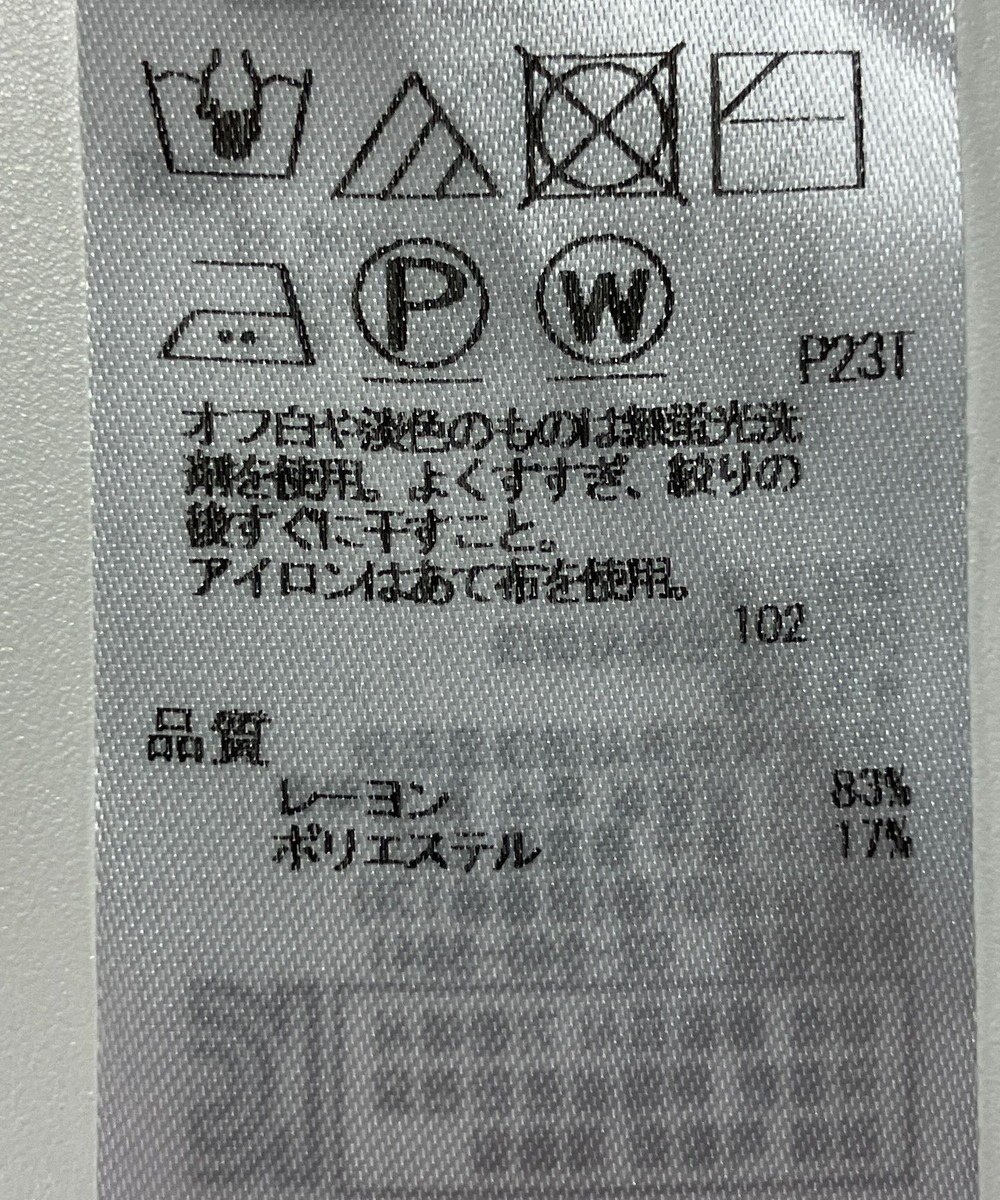 P W
P23T
オフ白や淡色のものは無蛍光洗
剤を使用。よくすすぎ、絞りの
後すぐに干すこと。
アイロンはあて布を使用。
102
品質
レーヨン 83%
ポリエステル 17%